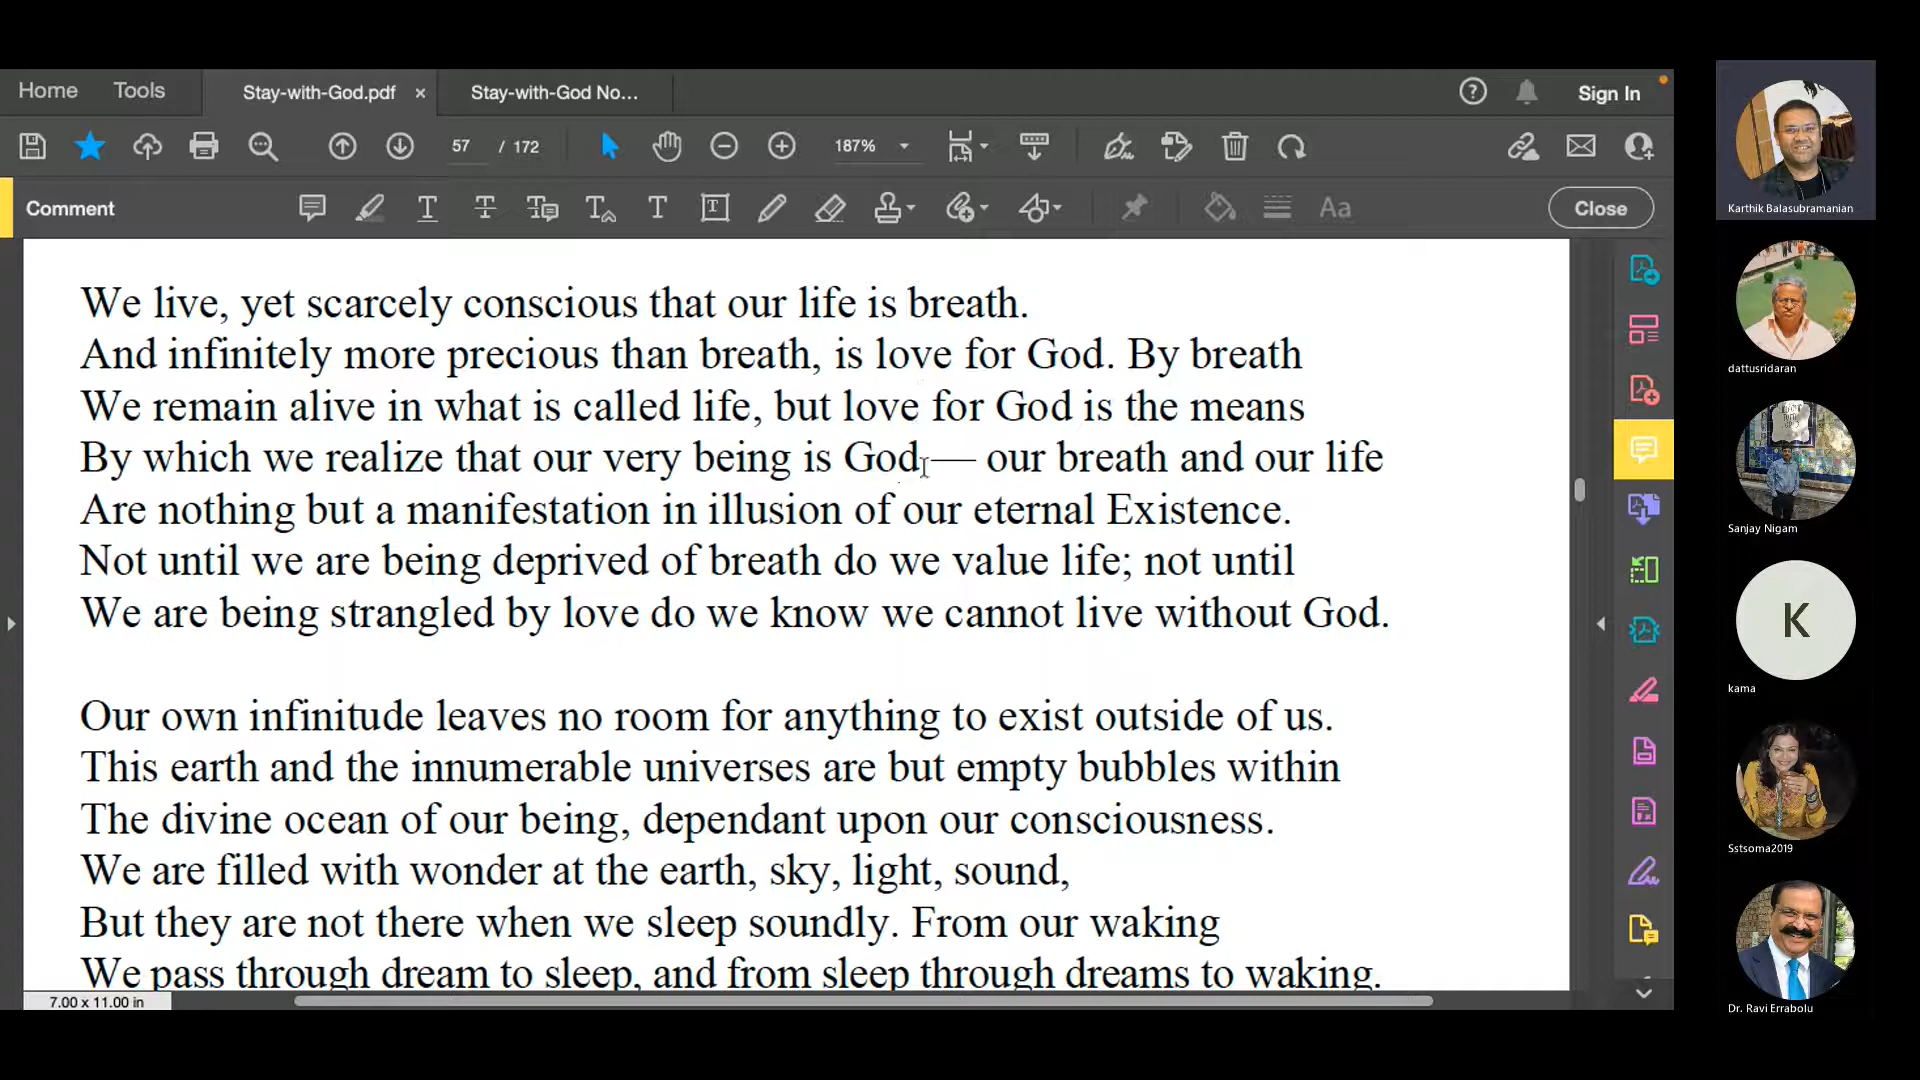 Home
Tools
Stay-with-God.pdf
Stay-with-God No...
Sign In
57 / 172
187%
Comment
Aa
Close
We live, yet scarcely conscious that our life is breath.
And infinitely more precious than breath, is love for God. By breath
We remain alive in what is called life, but love for God is the means
By which we realize that our very being is God — our breath and our life
Are nothing but a manifestation in illusion of our eternal Existence.
Not until we are being deprived of breath do we value life; not until
We are being strangled by love do we know we cannot live without God.
Our own infinitude leaves no room for anything to exist outside of us.
This earth and the innumerable universes are but empty bubbles within
The divine ocean of our being, dependant upon our consciousness.
We are filled with wonder at the earth, sky, light, sound,
But they are not there when we sleep soundly. From our waking
We pass through dream to sleep, and from sleep through dreams to waking.
7.00 x 11.00 in
Karthik Balasubramanian
dattusridaran
Sanjay Nigam
K
kama
Sstsoma2019
Dr. Ravi Errabolu